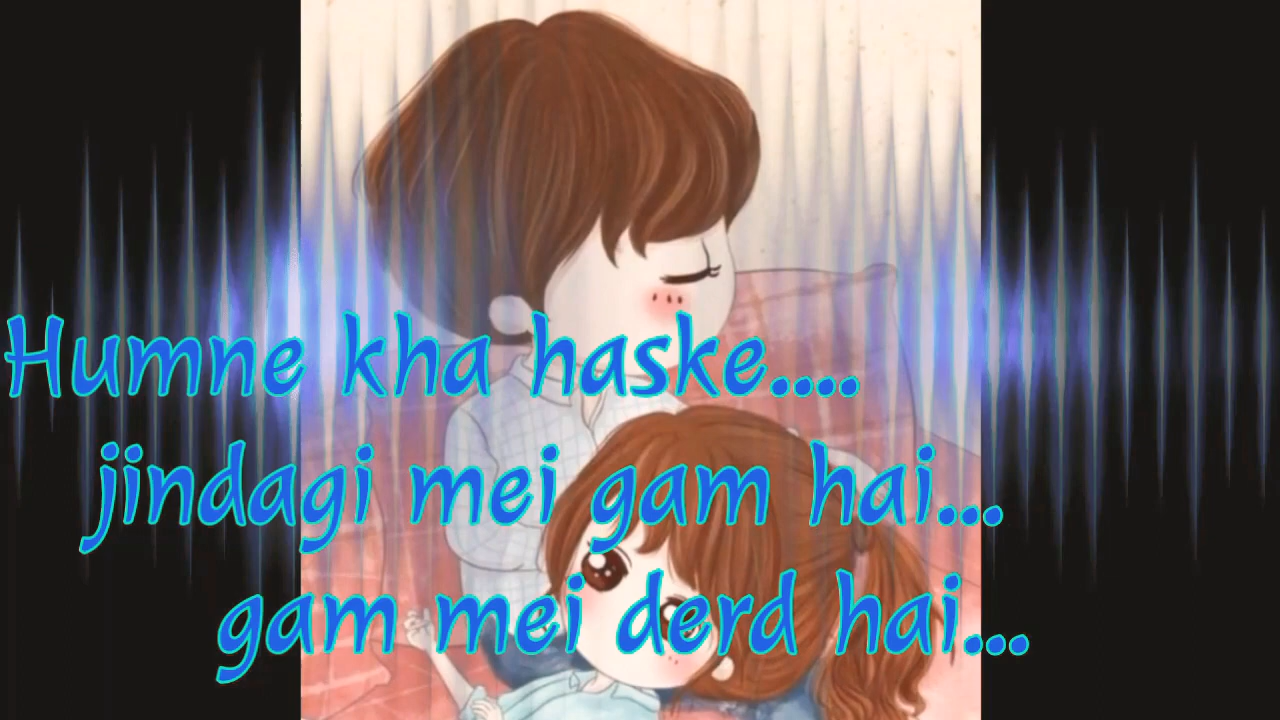 Humne kha haske....
jindagi mei gam hai...
gam mei derd hai...